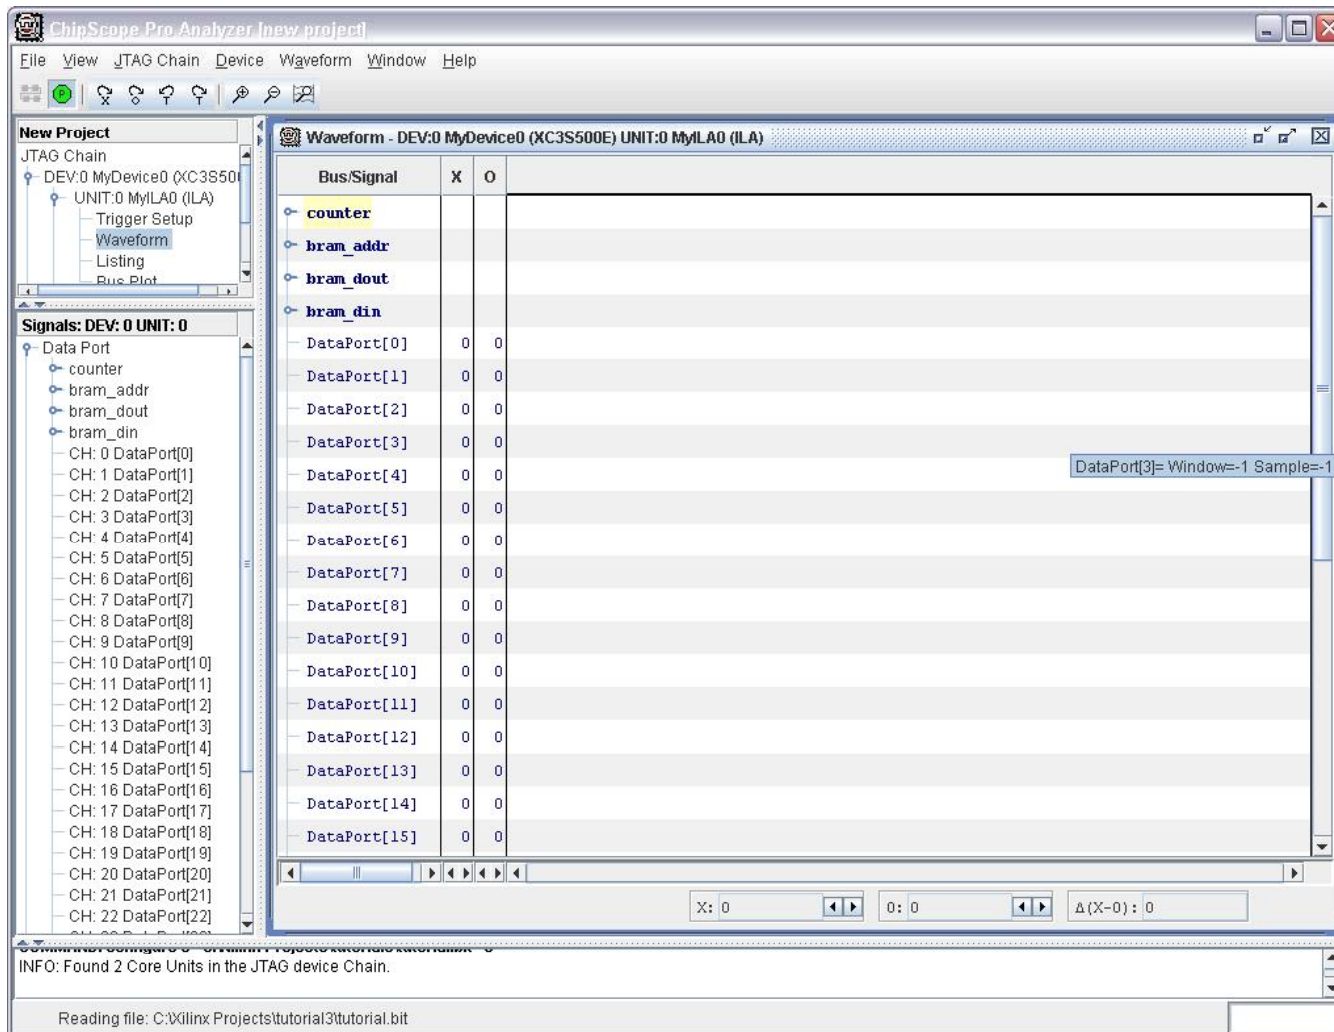 ChipScope Pro Analyzer [new project]
File View JTAG Chain Device Waveform Window Help
New Project
JTAG Chain
DEV:0 MyDevice0 (XC3S50
UNIT:0 MyILA0 (ILA)
Trigger Setup
Waveform
Listing
Bus Plot
Signals: DEV: 0 UNIT: 0
Data Port
counter
bram_addr
bram_dout
bram_din
CH: 0 DataPort[0]
CH: 1 DataPort[1]
CH: 2 DataPort[2]
CH: 3 DataPort[3]
CH: 4 DataPort[4]
CH: 5 DataPort[5]
CH: 6 DataPort[6]
CH: 7 DataPort[7]
CH: 8 DataPort[8]
CH: 9 DataPort[9]
CH: 10 DataPort[10]
CH: 11 DataPort[11]
CH: 12 DataPort[12]
CH: 13 DataPort[13]
CH: 14 DataPort[14]
CH: 15 DataPort[15]
CH: 16 DataPort[16]
CH: 17 DataPort[17]
CH: 18 DataPort[18]
CH: 19 DataPort[19]
CH: 20 DataPort[20]
CH: 21 DataPort[21]
CH: 22 DataPort[22]
Waveform - DEV:0 MyDevice0 (XC3S500E) UNIT:0 MyILA0 (ILA)
Bus/Signal X O
counter
bram_addr
bram_dout
bram_din
DataPort[0] 0 0
DataPort[1] 0 0
DataPort[2] 0 0
DataPort[3] 0 0
DataPort[3]= Window=-1 Sample=-1
DataPort[4] 0 0
DataPort[5] 0 0
DataPort[6] 0 0
DataPort[7] 0 0
DataPort[8] 0 0
DataPort[9] 0 0
DataPort[10] 0 0
DataPort[11] 0 0
DataPort[12] 0 0
DataPort[13] 0 0
DataPort[14] 0 0
DataPort[15] 0 0
X: 0 O: 0 Δ(X-O): 0
INFO: Found 2 Core Units in the JTAG device Chain.
Reading file: C:\Xilinx Projects\tutorial3\tutorial.bit